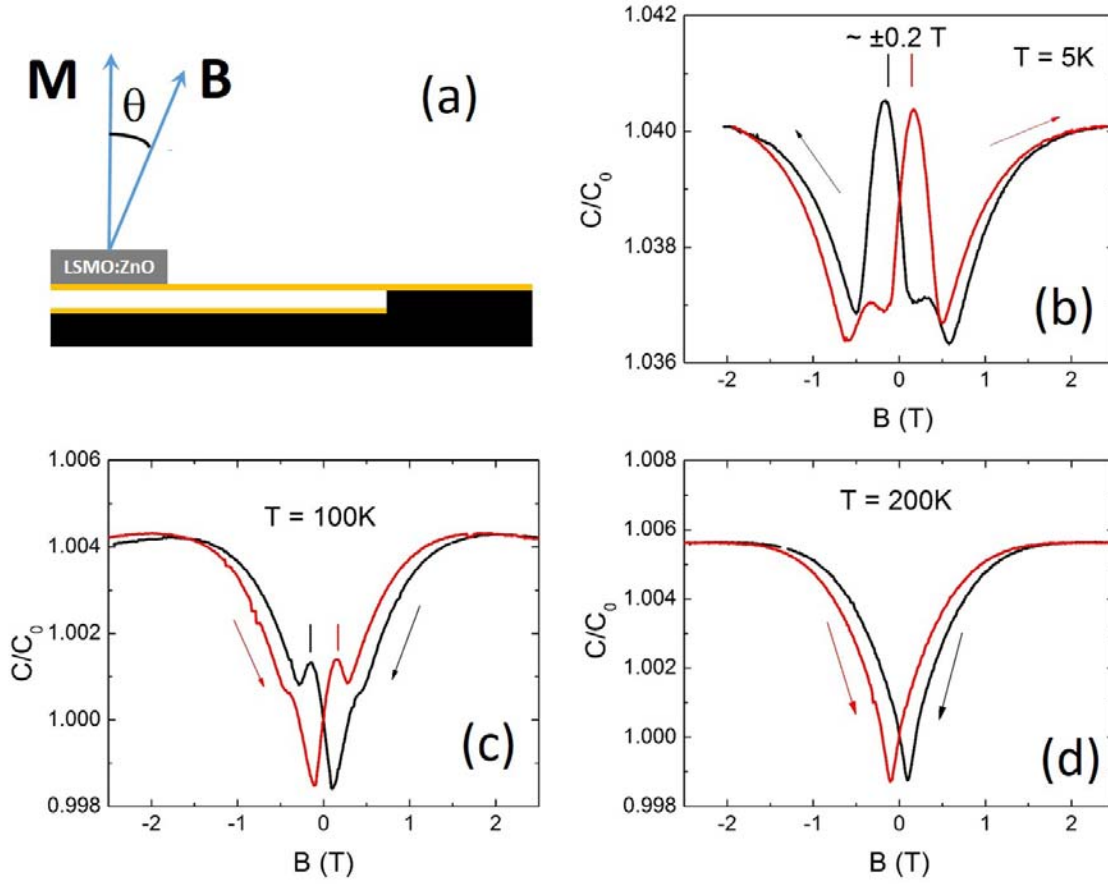 M
θ
B
(a)
LSMO:ZnO
1.042
1.040
1.038
1.036
C/C0
~ ±0.2 T
T = 5K
(b)
-2 -1 0 1 2
B (T)
1.006
1.004
1.002
1.000
0.998
C/C0
T = 100K
(c)
-2 -1 0 1 2
B (T)
1.008
1.006
1.004
1.002
1.000
0.998
C/C0
T = 200K
(d)
-2 -1 0 1 2
B (T)